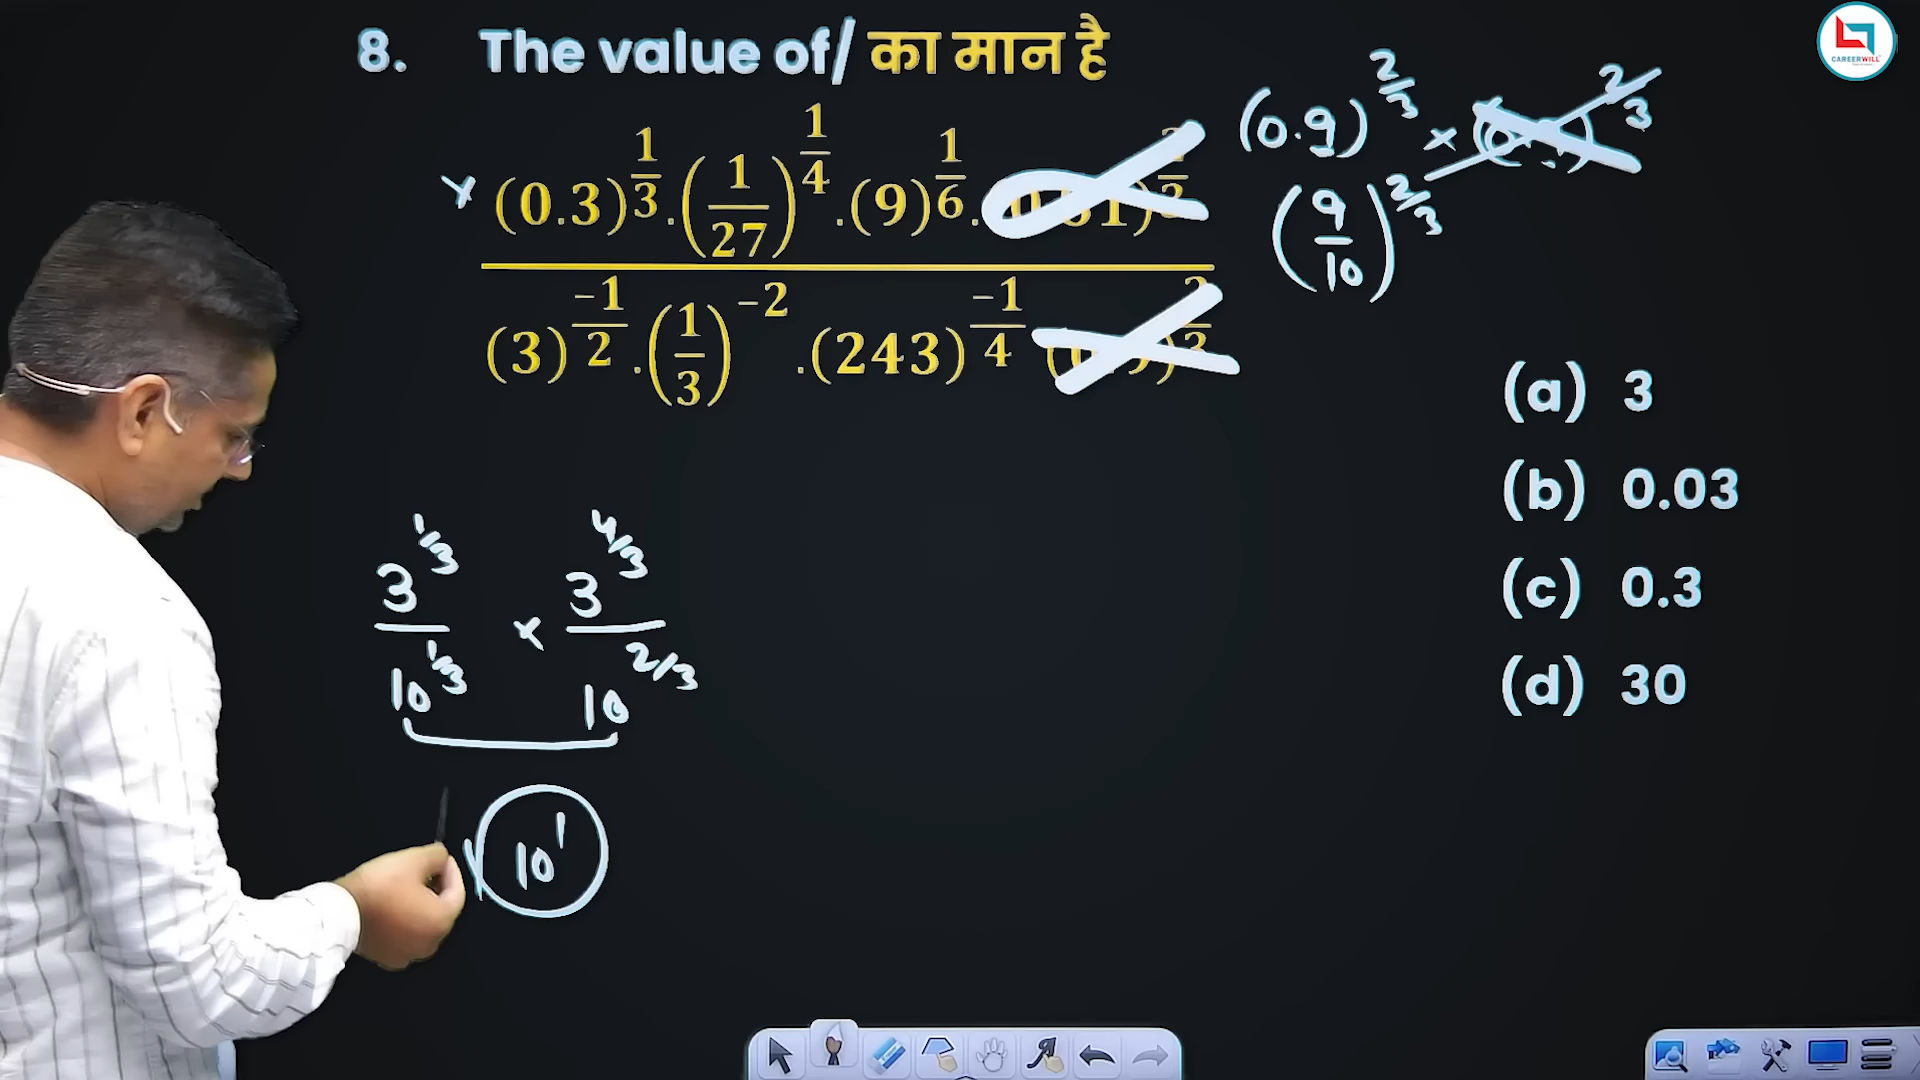 8. The value of/ का मान है
× (0.3)^{1/3} . (1/27)^{1/4} . (9)^{1/6} .
(3)^{-1/2} . (1/3)^{-2} . (243)^{-1/4}
(0.9)^{2/3} ×
(9/10)^{2/3}
(a) 3
(b) 0.03
(c) 0.3
(d) 30
3^{1/3}/10^{1/3} × 3^{4/3}/10^{2/3}
10^1
CAREERWILL